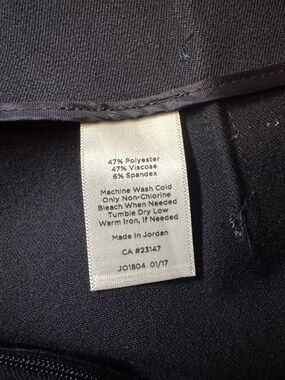 47% Polyester
47% Viscose
6% Spandex
Machine Wash Cold
Only Non-Chlorine
Bleach When Needed
Tumble Dry Low
Warm Iron, If Needed
Made in Jordan
CA #23147
JO1804 01/17